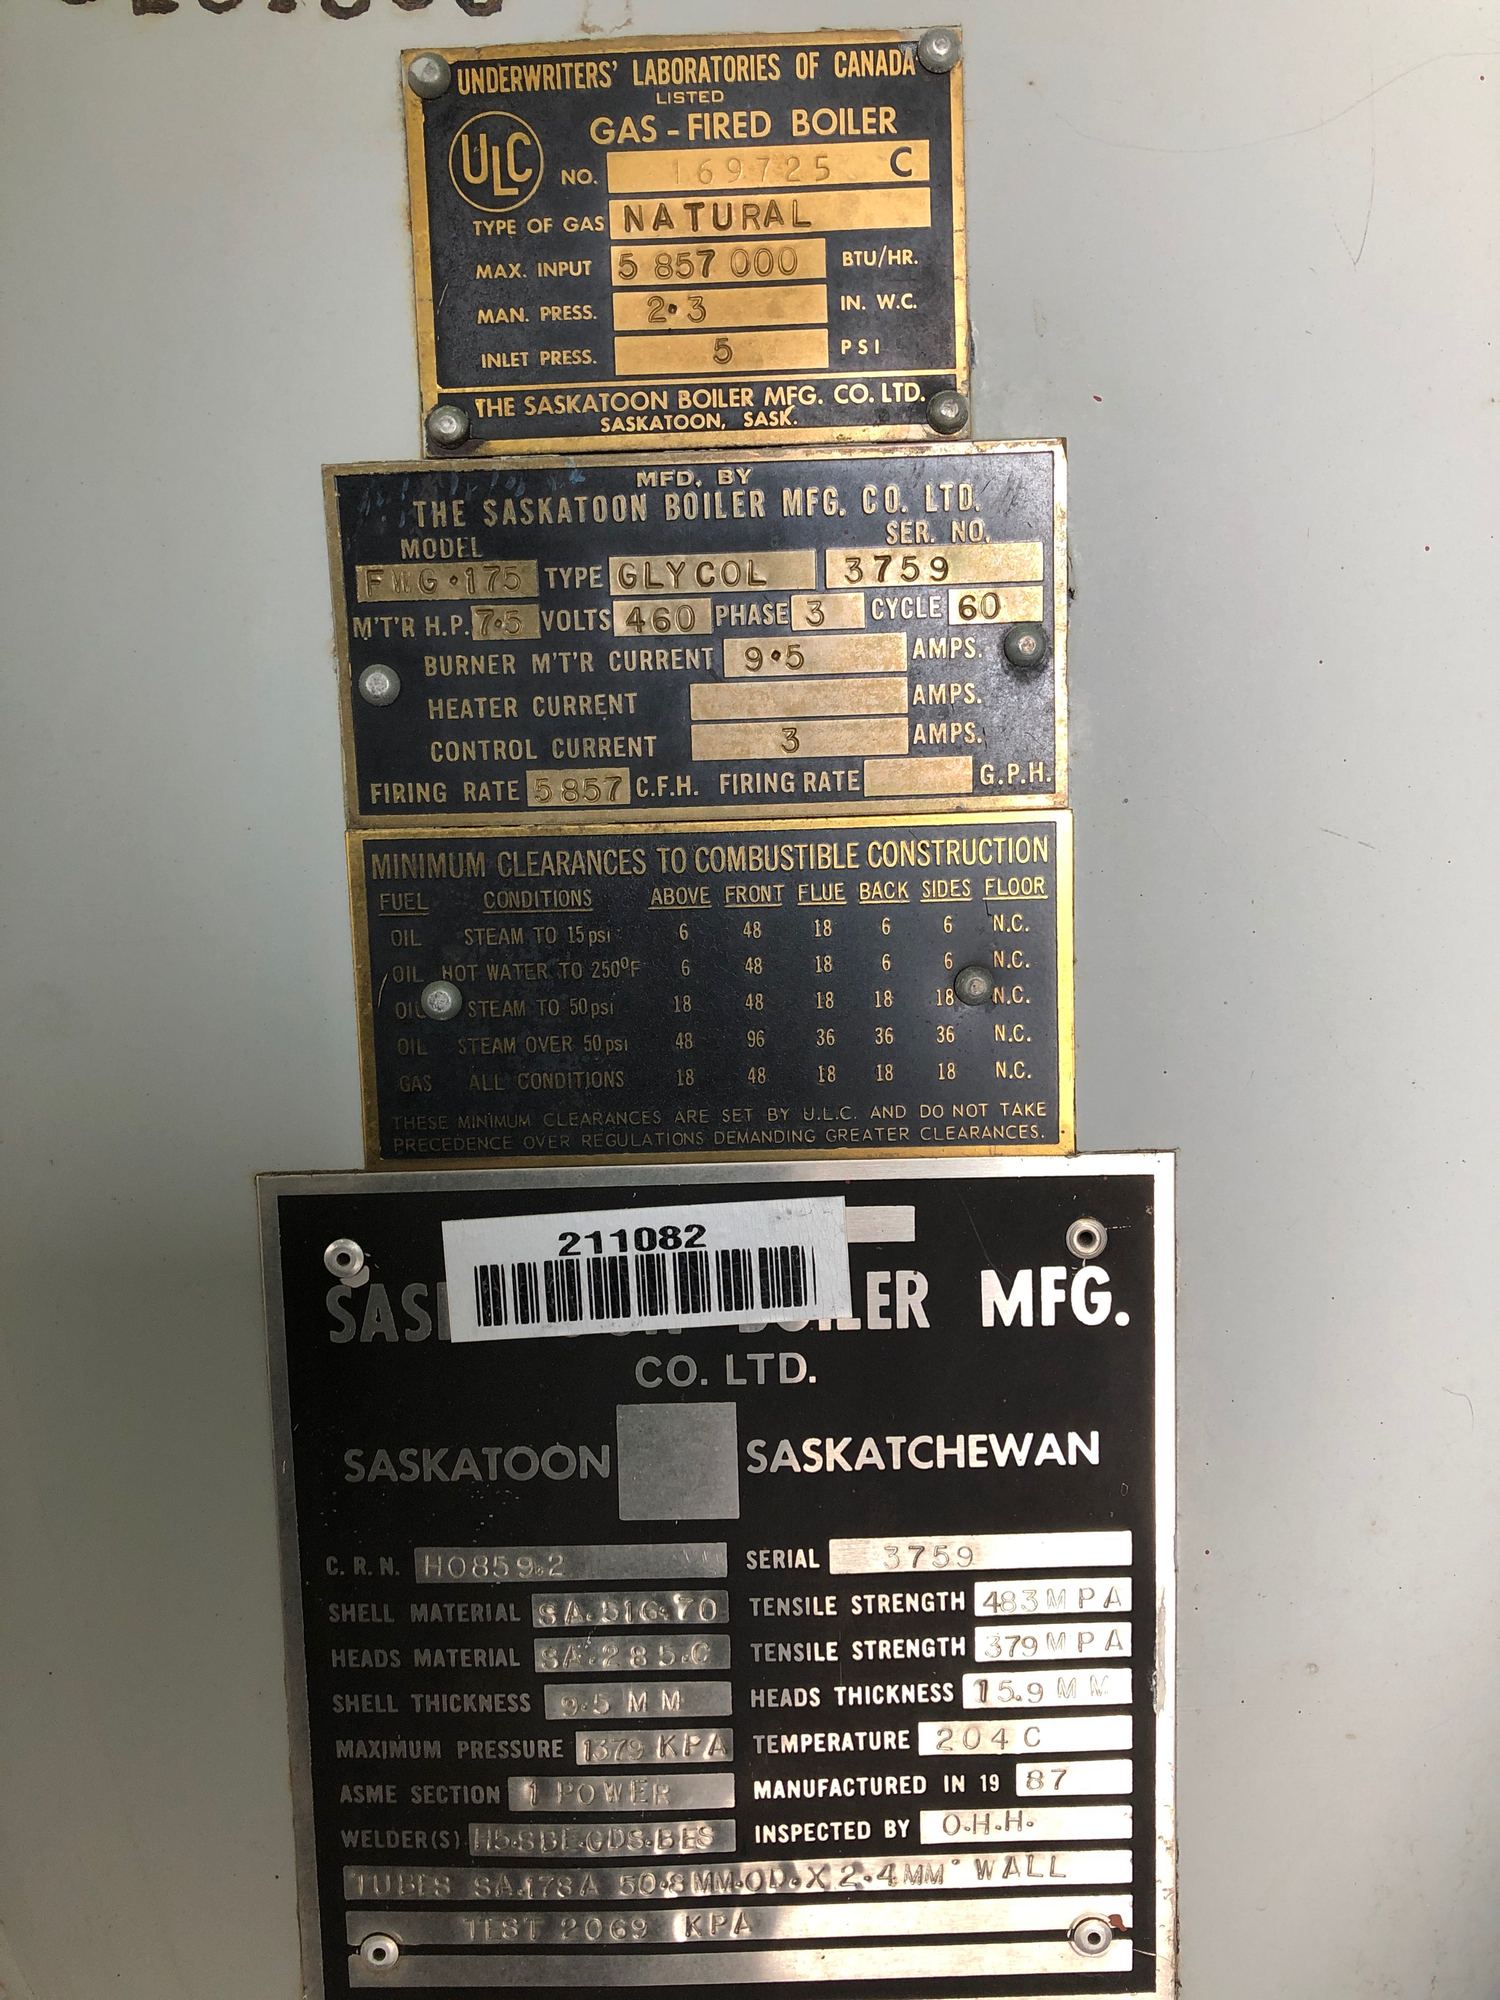 UNDERWRITERS' LABORATORIES OF CANADA
LISTED
ULC
GAS - FIRED BOILER
NO. 169725 C
TYPE OF GAS NATURAL
MAX. INPUT 5 857 000 BTU/HR.
MAN. PRESS. 2.3 IN. W.C.
INLET PRESS. 5 PSI
THE SASKATOON BOILER MFG. CO. LTD.
SASKATOON, SASK.
MFD. BY
THE SASKATOON BOILER MFG. CO. LTD.
MODEL SER. NO.
FWG.175 TYPE GLYCOL 3759
M'T'R H.P. 7.5 VOLTS 460 PHASE 3 CYCLE 60
BURNER M'T'R CURRENT 9.5 AMPS.
HEATER CURRENT AMPS.
CONTROL CURRENT 3 AMPS.
FIRING RATE 5857 C.F.H. FIRING RATE G.P.H.
MINIMUM CLEARANCES TO COMBUSTIBLE CONSTRUCTION
FUEL CONDITIONS ABOVE FRONT FLUE BACK SIDES FLOOR
OIL STEAM TO 15 psi 6 48 18 6 6 N.C.
OIL HOT WATER TO 250°F 6 48 18 6 6 N.C.
OIL STEAM TO 50 psi 18 48 18 18 18 N.C.
OIL STEAM OVER 50 psi 48 96 36 36 36 N.C.
GAS ALL CONDITIONS 18 48 18 18 18 N.C.
THESE MINIMUM CLEARANCES ARE SET BY U.L.C. AND DO NOT TAKE
PRECEDENCE OVER REGULATIONS DEMANDING GREATER CLEARANCES.
211082
BOILER MFG.
CO. LTD.
SASKATOON SASKATCHEWAN
C. R. N. H0859.2 SERIAL 3759
SHELL MATERIAL SA.516.70 TENSILE STRENGTH 483 MPA
HEADS MATERIAL SA.285.C TENSILE STRENGTH 379 MPA
SHELL THICKNESS 9.5 MM HEADS THICKNESS 15.9 MM
MAXIMUM PRESSURE 1379 KPA TEMPERATURE 204 C
ASME SECTION 1 POWER MANUFACTURED IN 19 87
WELDER(S) INSPECTED BY O.H.H.
TUBES SA.178A 50.8MM.OD.X 2.4MM WALL
TEST 2069 KPA